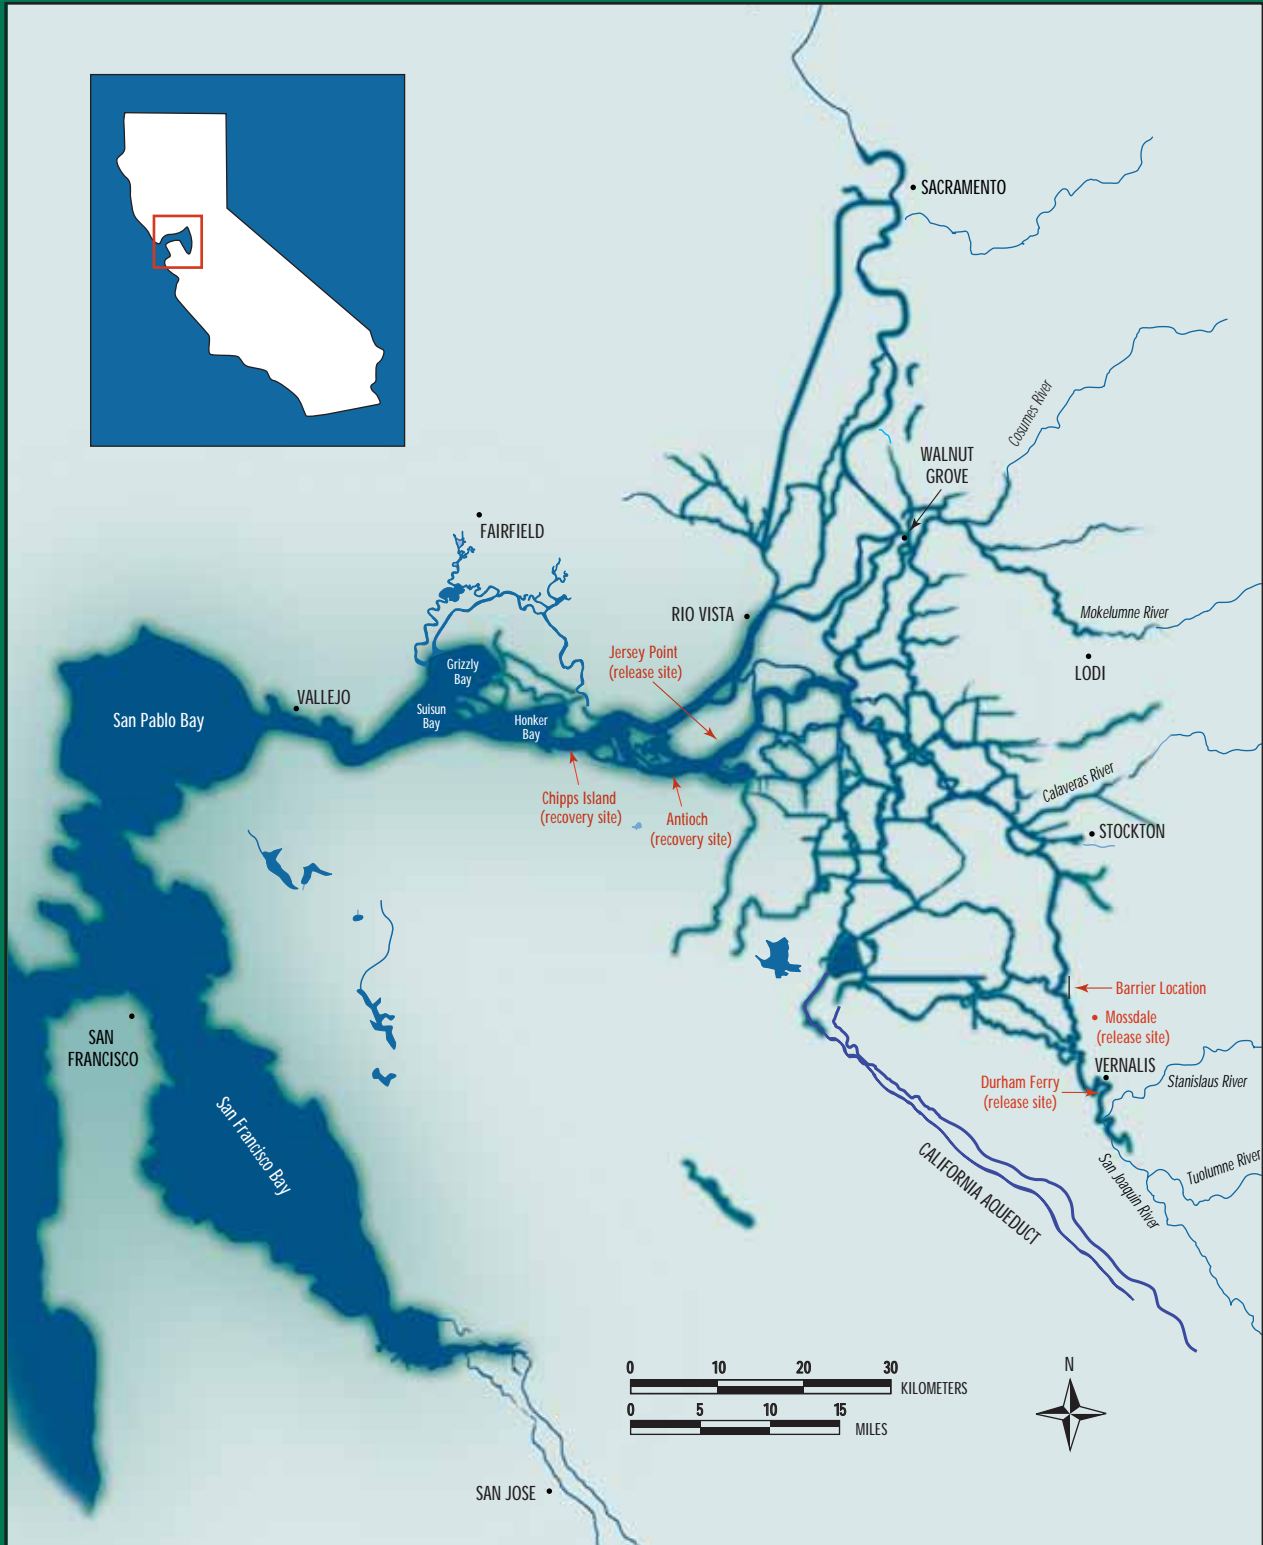 SACRAMENTO
Cosumes River
WALNUT
GROVE
FAIRFIELD
RIO VISTA
Mokelumne River
Jersey Point
(release site)
LODI
Grizzly
Bay
VALLEJO
San Pablo Bay
Suisun
Bay
Honker
Bay
Calaveras River
Chipps Island
(recovery site)
Antioch
(recovery site)
STOCKTON
Barrier Location
Mossdale
(release site)
SAN
FRANCISCO
VERNALIS
Stanislaus River
Durham Ferry
(release site)
San Francisco Bay
CALIFORNIA AQUEDUCT
San Joaquin River
Tuolumne River
0 10 20 30
KILOMETERS
0 5 10 15
MILES
N
SAN JOSE